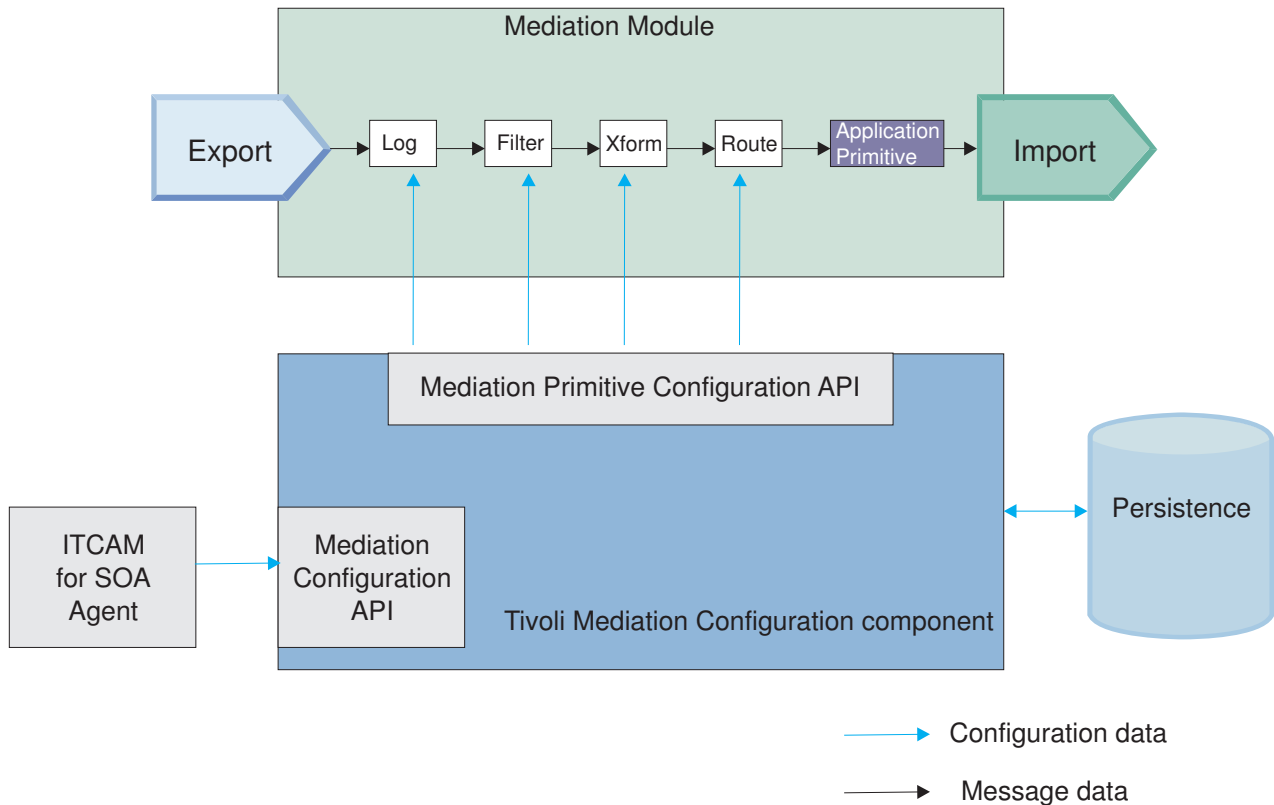 Mediation Module
Export
Log
Filter
Xform
Route
Application
Primitive
Import
Mediation Primitive Configuration API
Persistence
ITCAM
for SOA
Agent
Mediation
Configuration
API
Tivoli Mediation Configuration component
Configuration data
Message data